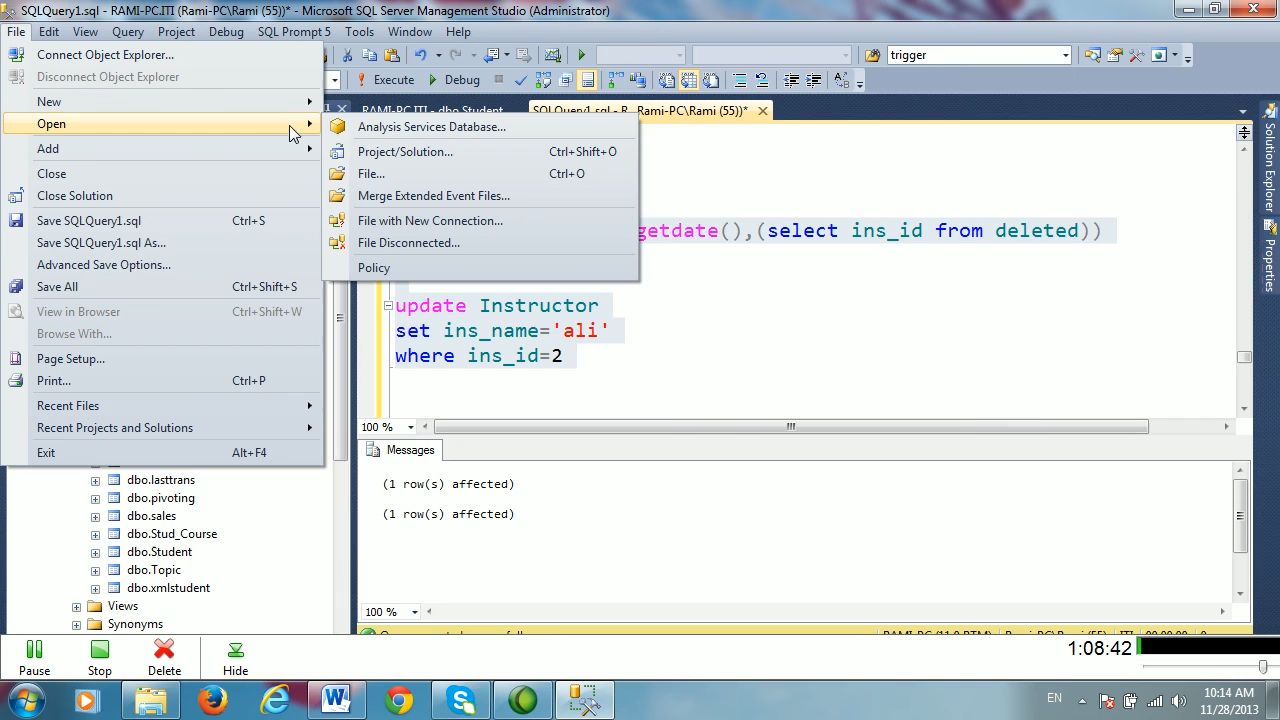 SQLQuery1.sql - RAMI-PC.ITI (Rami-PC\Rami (55))* - Microsoft SQL Server Management Studio (Administrator)
File Edit View Query Project Debug SQL Prompt 5 Tools Window Help
trigger
Execute Debug
RAMI-PC.ITI - dbo.Student SQLQuery1.sql - R...Rami-PC\Rami (55))*
Connect Object Explorer...
Disconnect Object Explorer
New
Open
Add
Close
Close Solution
Save SQLQuery1.sql Ctrl+S
Save SQLQuery1.sql As...
Advanced Save Options...
Save All Ctrl+Shift+S
View in Browser Ctrl+Shift+W
Browse With...
Page Setup...
Print... Ctrl+P
Recent Files
Recent Projects and Solutions
Exit Alt+F4
Analysis Services Database...
Project/Solution... Ctrl+Shift+O
File... Ctrl+O
Merge Extended Event Files...
File with New Connection...
File Disconnected...
Policy
getdate(),(select ins_id from deleted))
update Instructor
set ins_name='ali'
where ins_id=2
100 %
Messages
(1 row(s) affected)
(1 row(s) affected)
100 %
dbo.lasttrans
dbo.pivoting
dbo.sales
dbo.Stud_Course
dbo.Student
dbo.Topic
dbo.xmlstudent
Views
Synonyms
Solution Explorer
Properties
Pause Stop Delete Hide
1:08:42
EN
10:14 AM
11/28/2013